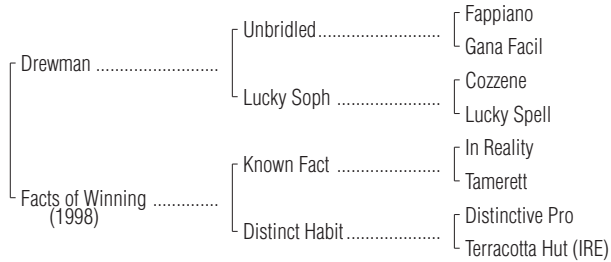 Fappiano
Unbridled..........................
Gana Facil
Drewman ..........................
Cozzene
Lucky Soph ......................
Lucky Spell
In Reality
Known Fact ......................
Tamerett
Facts of Winning ..............
(1998)
Distinctive Pro
Distinct Habit....................
Terracotta Hut (IRE)